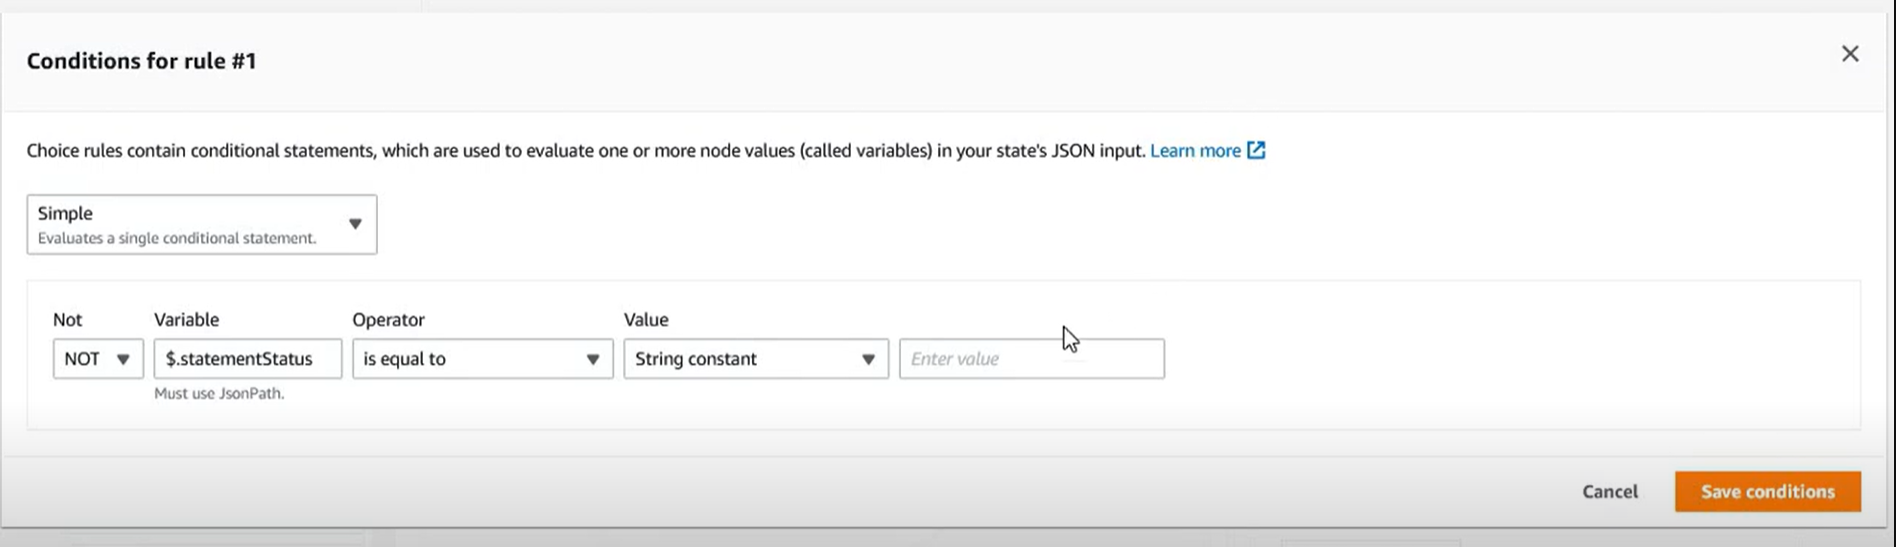 Conditions for rule #1
Choice rules contain conditional statements, which are used to evaluate one or more node values (called variables) in your state's JSON input. Learn more
Simple
Evaluates a single conditional statement.
Not Variable Operator Value
NOT $.statementStatus is equal to String constant Enter value
Must use JsonPath.
Cancel Save conditions